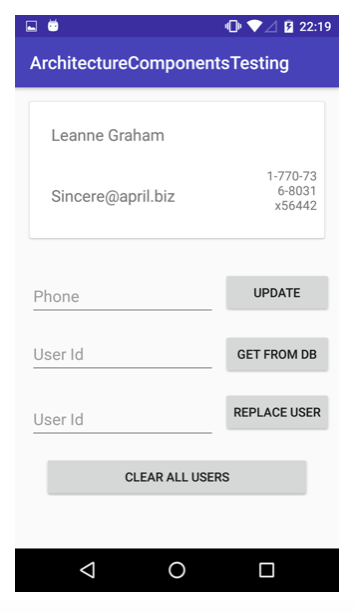 22:19
ArchitectureComponentsTesting
Leanne Graham
Sincere@april.biz
1-770-73
6-8031
x56442
Phone
UPDATE
User Id
GET FROM DB
User Id
REPLACE USER
CLEAR ALL USERS